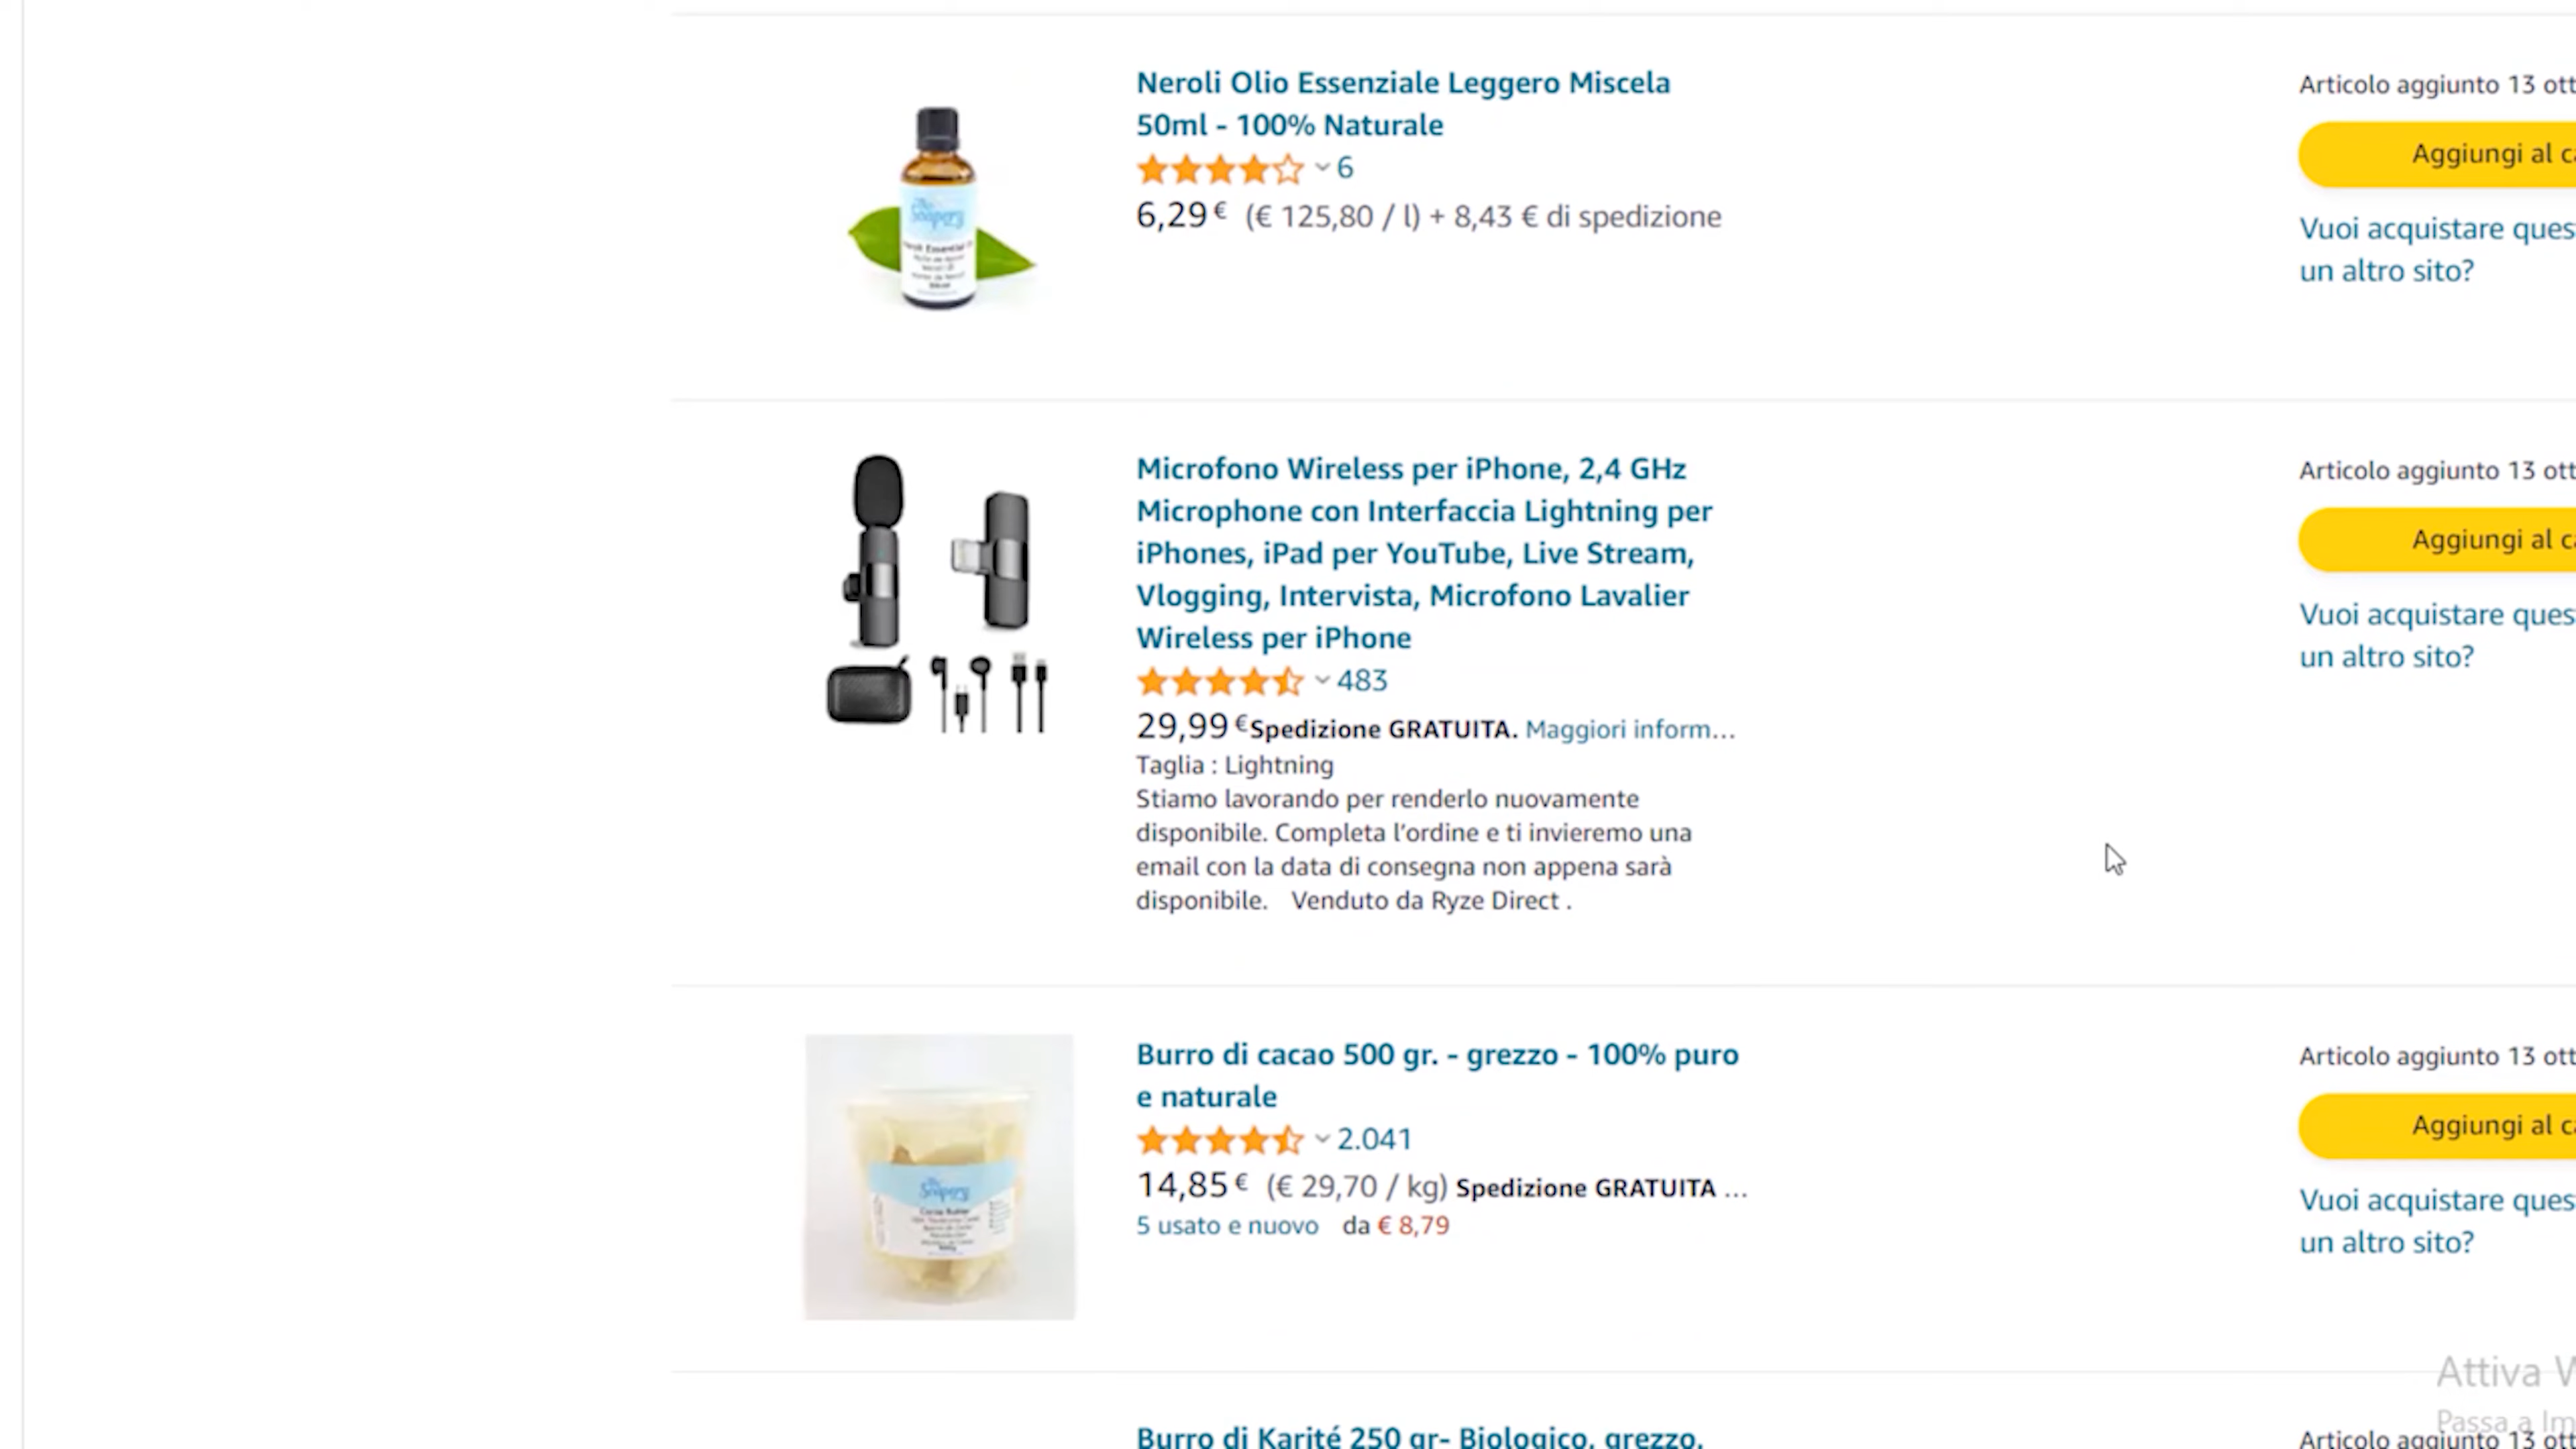 Neroli Olio Essenziale Leggero Miscela
50ml - 100% Naturale
6
6,29 € (€ 125,80 / l) + 8,43 € di spedizione
Articolo aggiunto 13 ott
Aggiungi al ca
Vuoi acquistare ques
un altro sito?
Soapery
Microfono Wireless per iPhone, 2,4 GHz
Microphone con Interfaccia Lightning per
iPhones, iPad per YouTube, Live Stream,
Vlogging, Intervista, Microfono Lavalier
Wireless per iPhone
483
29,99 € Spedizione GRATUITA. Maggiori inform...
Taglia : Lightning
Stiamo lavorando per renderlo nuovamente
disponibile. Completa l'ordine e ti invieremo una
email con la data di consegna non appena sarà
disponibile. Venduto da Ryze Direct .
Articolo aggiunto 13 ott
Aggiungi al ca
Vuoi acquistare ques
un altro sito?
Burro di cacao 500 gr. - grezzo - 100% puro
e naturale
2.041
14,85 € (€ 29,70 / kg) Spedizione GRATUITA ...
5 usato e nuovo da € 8,79
Articolo aggiunto 13 ott
Aggiungi al ca
Vuoi acquistare ques
un altro sito?
Soapery
Burro di Karité 250 gr- Biologico, grezzo,
Articolo aggiunto 13 ott
Attiva W
Passa a Im